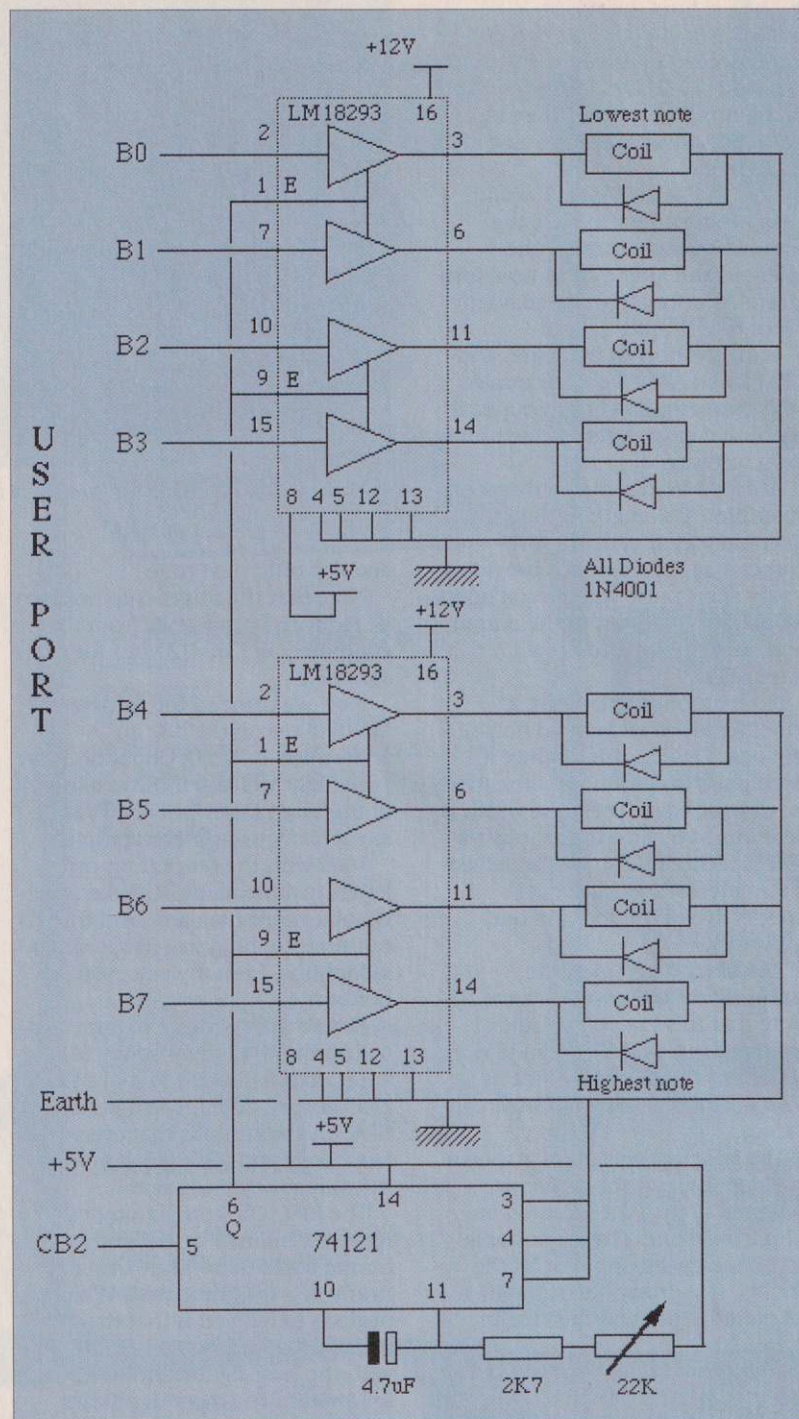 +12V
LM18293
16
Lowest note
B0
2
3
Coil
1 E
B1
7
6
Coil
B2
10
11
Coil
9 E
B3
15
14
Coil
8 4 5 12 13
All Diodes
1N4001
+5V
+12V
USER PORT
LM18293
16
B4
2
3
Coil
1 E
B5
7
6
Coil
B6
10
11
Coil
9 E
B7
15
14
Coil
8 4 5 12 13
Highest note
Earth
+5V
+5V
6
Q
14
3
CB2
5
74121
4
7
10
11
4.7uF
2K7
22K